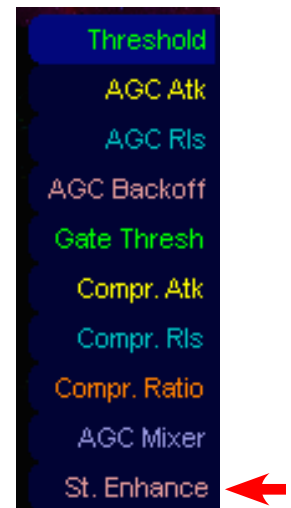 Threshold
AGC Atk
AGC Rls
AGC Backoff
Gate Thresh
Compr. Atk
Compr. Rls
Compr. Ratio
AGC Mixer
St. Enhance